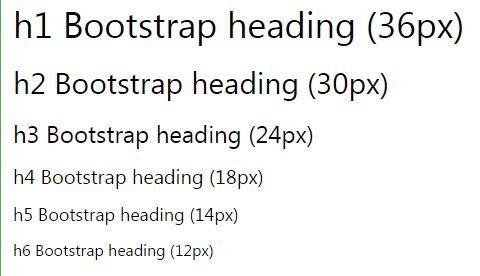 h1 Bootstrap heading (36px)
h2 Bootstrap heading (30px)
h3 Bootstrap heading (24px)
h4 Bootstrap heading (18px)
h5 Bootstrap heading (14px)
h6 Bootstrap heading (12px)